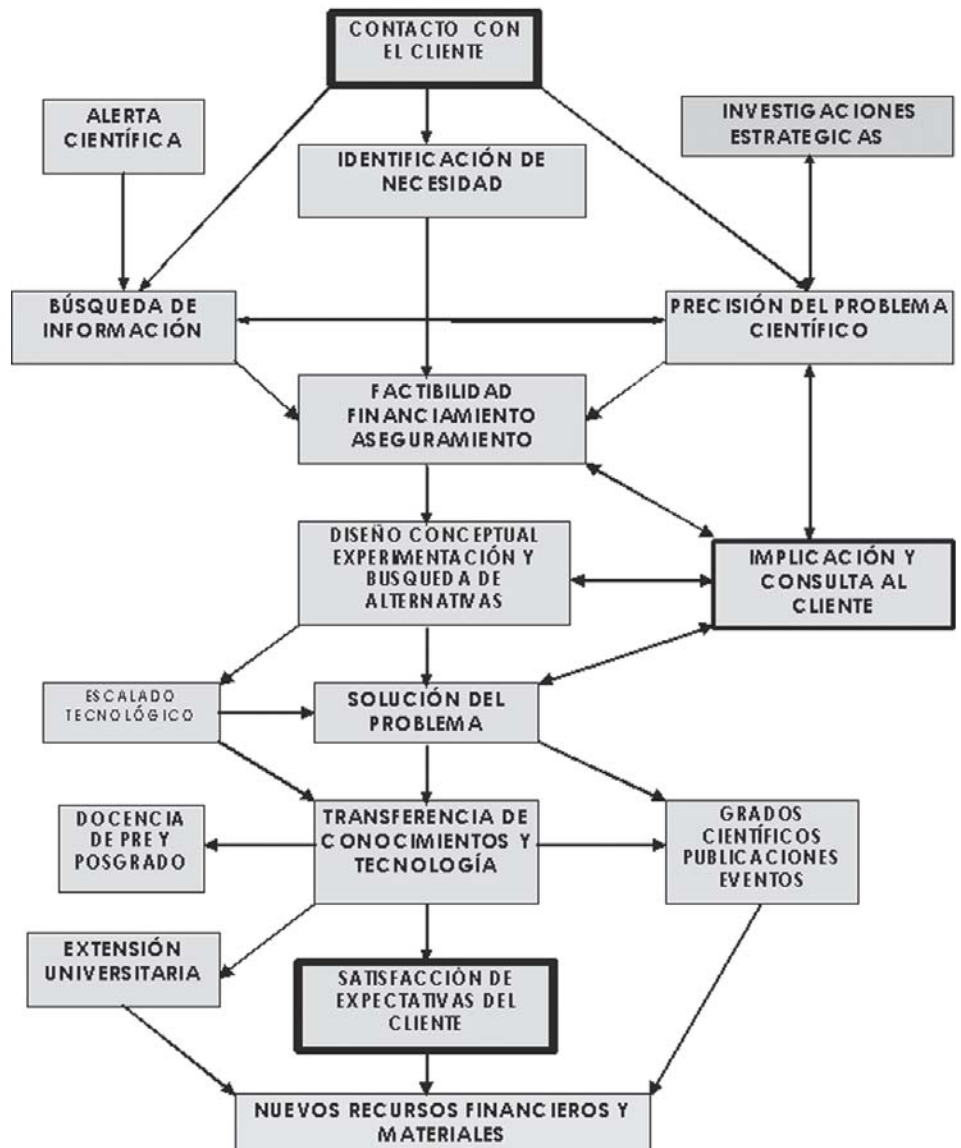 CONTACTO CON
EL CLIENTE
ALERTA
CIENTÍFICA
INVESTIGACIONES
ESTRATEGICAS
IDENTIFICACIÓN DE
NECESIDAD
BÚSQUEDA DE
INFORMACIÓN
PRECISIÓN DEL PROBLEMA
CIENTÍFICO
FACTIBILIDAD
FINANCIAMIENTO
ASEGURAMIENTO
DISEÑO CONCEPTUAL
EXPERIMENTACIÓN Y
BUSQUEDA DE
ALTERNATIVAS
IMPLICACIÓN Y
CONSULTA AL
CLIENTE
ESCALADO
TECNOLÓGICO
SOLUCIÓN DEL
PROBLEMA
DOCENCIA
DE PRE Y
POSGRADO
TRANSFERENCIA DE
CONOCIMIENTOS Y
TECNOLOGÍA
GRADOS
CIENTÍFICOS
PUBLICACIONES
EVENTOS
EXTENSIÓN
UNIVERSITARIA
SATISFACCIÓN DE
EXPECTATIVAS DEL
CLIENTE
NUEVOS RECURSOS FINANCIEROS Y
MATERIALES